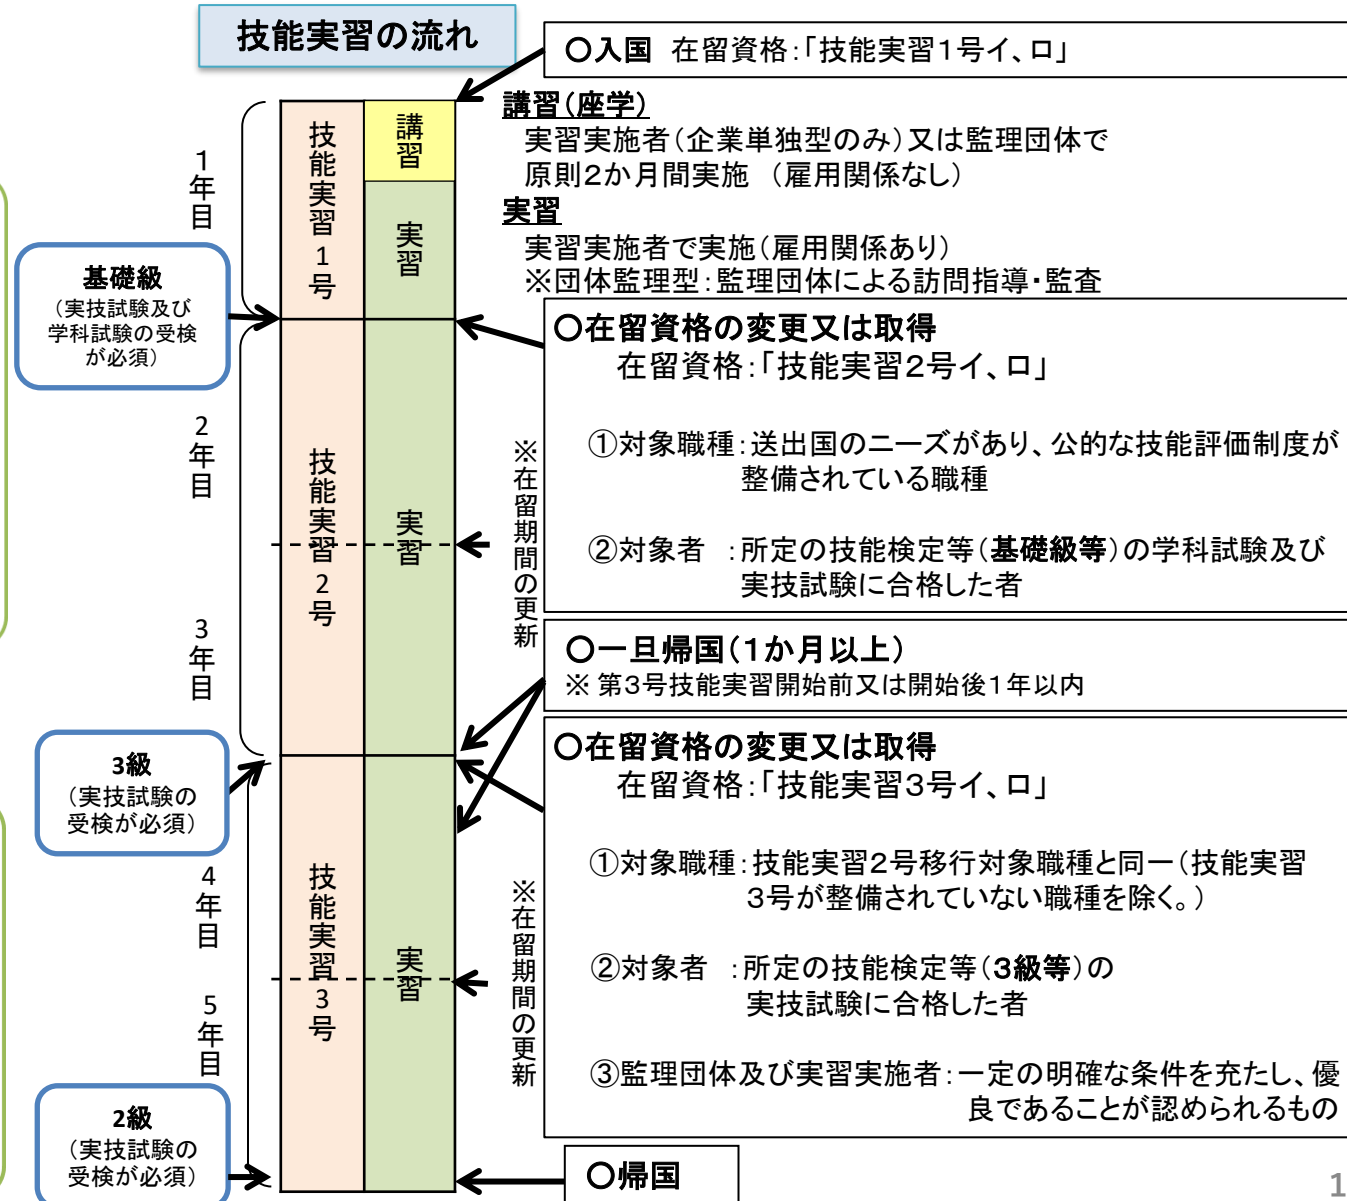 技能実習の流れ
○入国 在留資格:「技能実習1号イ、ロ」
講習(座学)
実習実施者(企業単独型のみ)又は監理団体で
原則2か月間実施 (雇用関係なし)
実習
実習実施者で実施(雇用関係あり)
※団体監理型:監理団体による訪問指導・監査
1年目
技能実習1号
講習
実習
基礎級
(実技試験及び
学科試験の受検
が必須)
○在留資格の変更又は取得
在留資格:「技能実習2号イ、ロ」
①対象職種:送出国のニーズがあり、公的な技能評価制度が
整備されている職種
②対象者 :所定の技能検定等(基礎級等)の学科試験及び
実技試験に合格した者
2年目
技能実習2号
実習
※在留期間の更新
3年目
○一旦帰国(1か月以上)
※ 第3号技能実習開始前又は開始後1年以内
3級
(実技試験の
受検が必須)
○在留資格の変更又は取得
在留資格:「技能実習3号イ、ロ」
①対象職種:技能実習2号移行対象職種と同一(技能実習
3号が整備されていない職種を除く。)
②対象者 :所定の技能検定等(3級等)の
実技試験に合格した者
③監理団体及び実習実施者:一定の明確な条件を充たし、優
良であることが認められるもの
4年目
技能実習3号
実習
※在留期間の更新
5年目
2級
(実技試験の
受検が必須)
○帰国
1